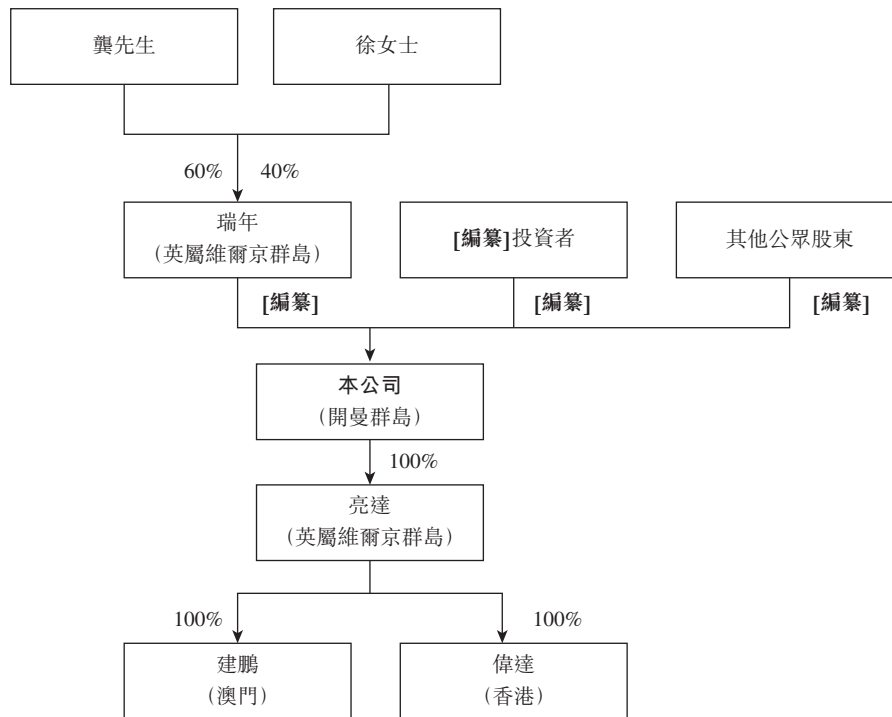 龔先生
徐女士
60%
40%
瑞年
(英屬維爾京群島)
[編纂]投資者
其他公眾股東
[編纂]
[編纂]
[編纂]
本公司
(開曼群島)
100%
亮達
(英屬維爾京群島)
100%
100%
建鵬
(澳門)
偉達
(香港)